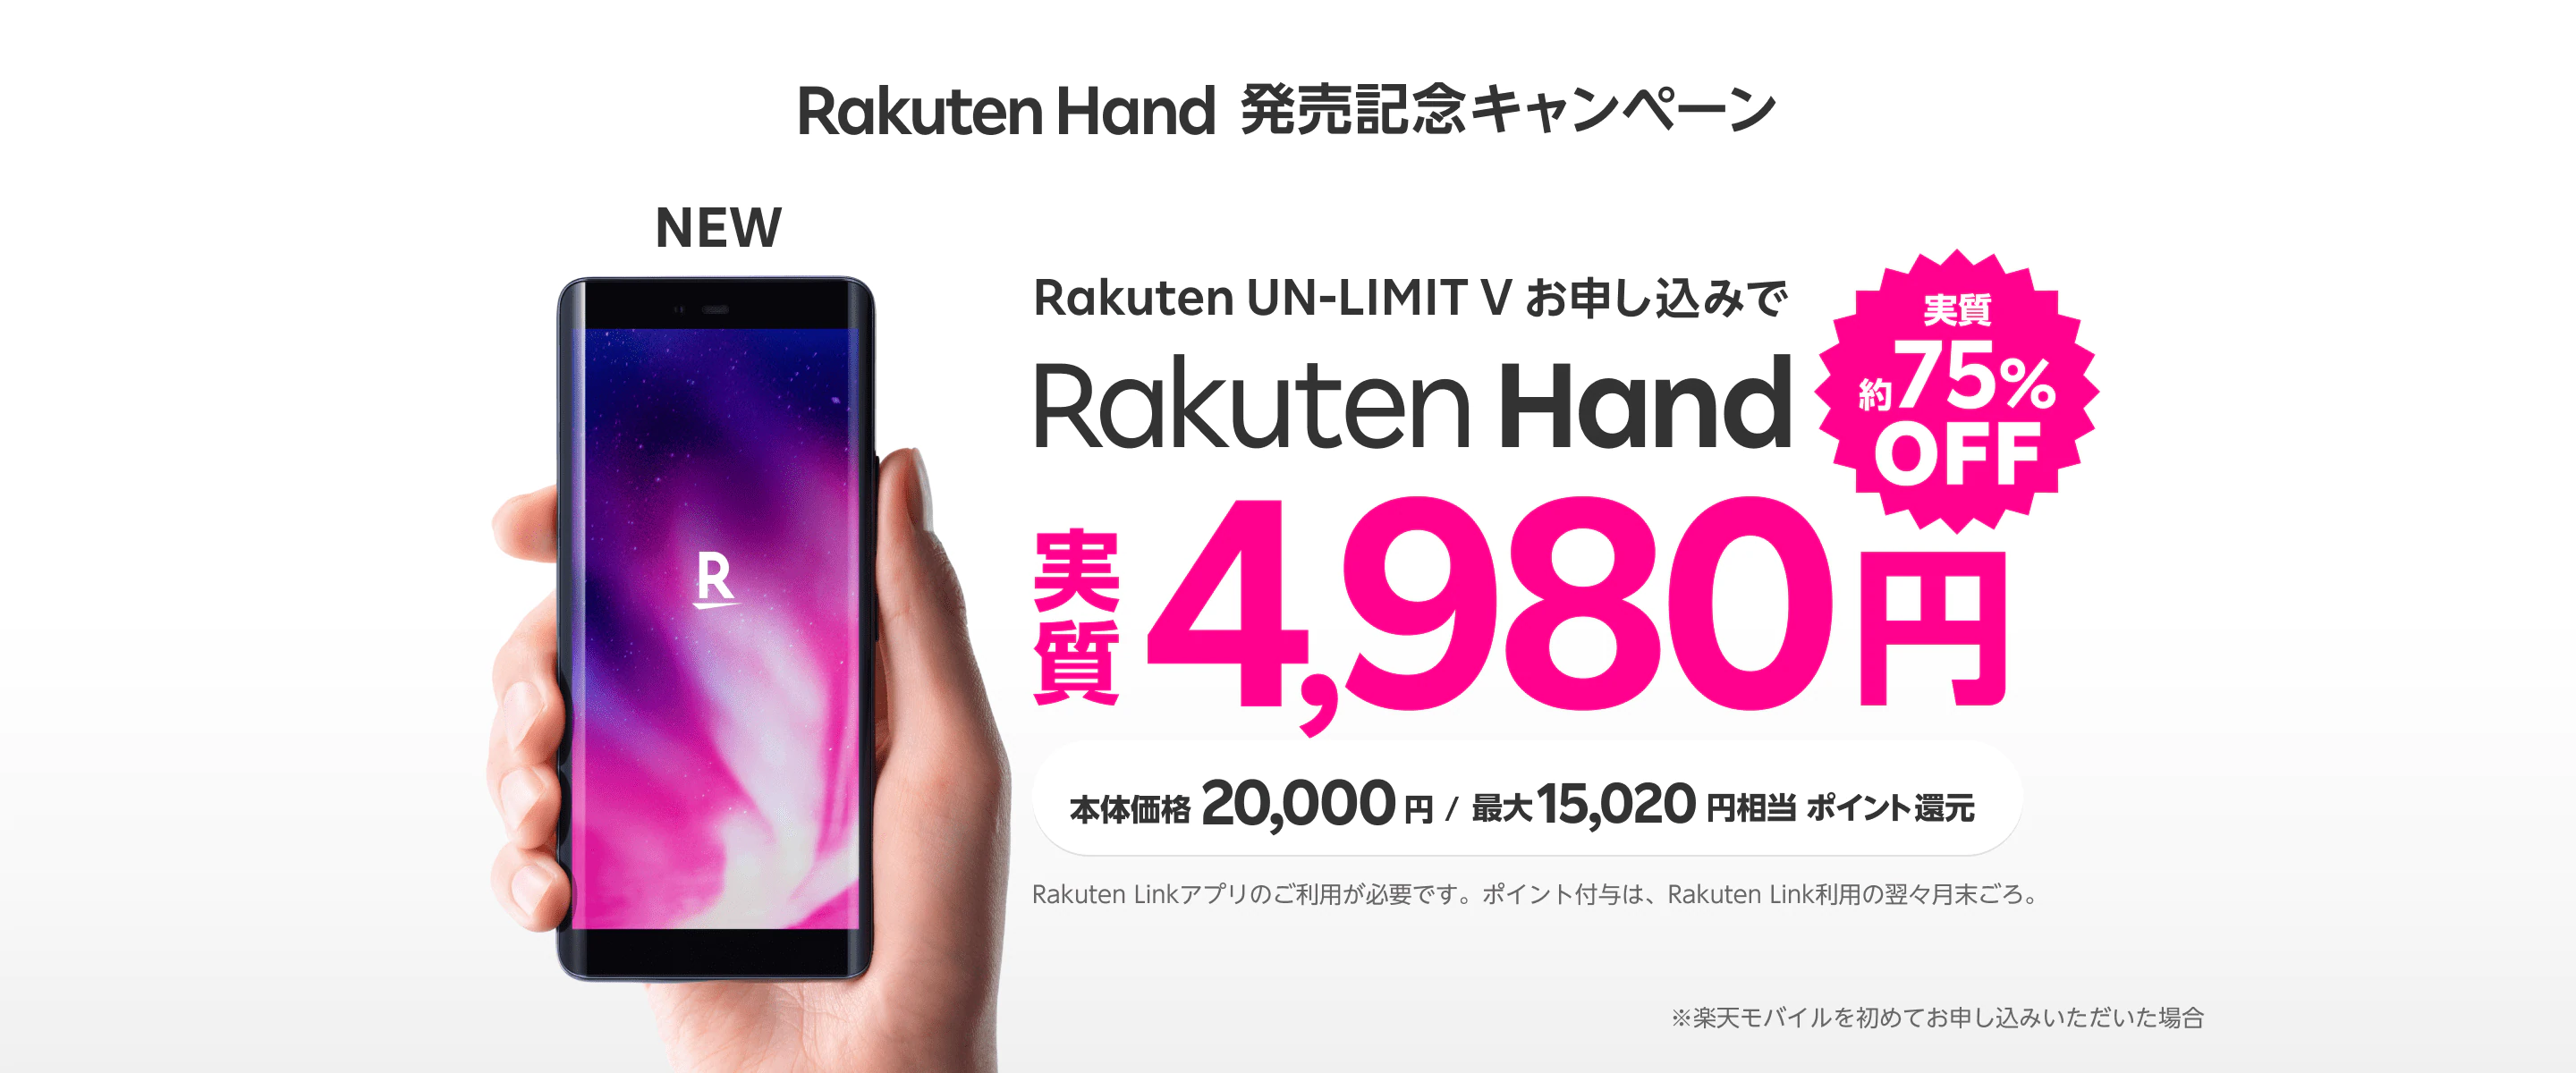 Rakuten Hand 発売記念キャンペーン
NEW
R
Rakuten UN-LIMIT V お申し込みで
Rakuten Hand
実質
約75%
OFF
実質 4,980円
本体価格 20,000 円 / 最大15,020 円相当 ポイント還元
Rakuten Linkアプリのご利用が必要です。ポイント付与は、Rakuten Link利用の翌々月末ごろ。
※楽天モバイルを初めてお申し込みいただいた場合